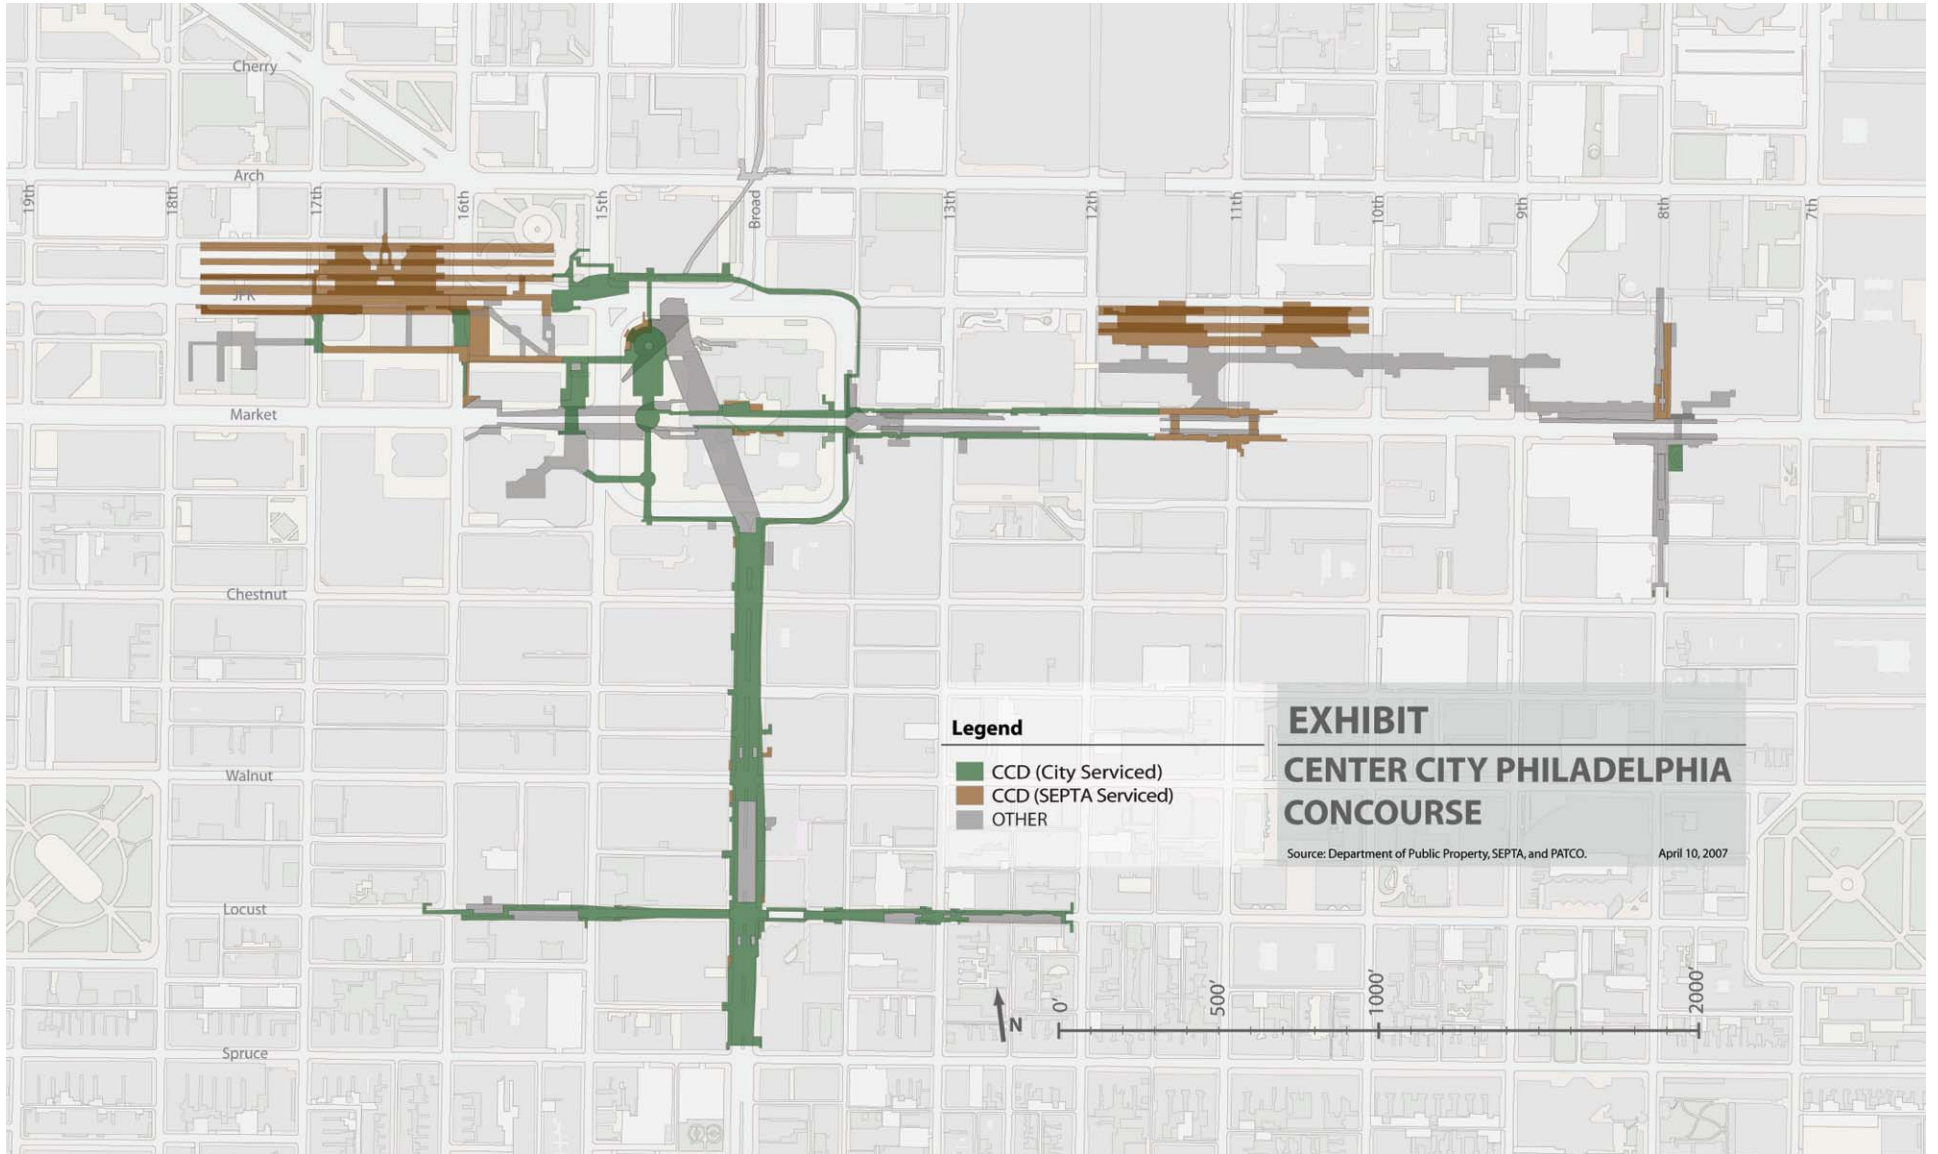 Cherry
Arch
19th
18th
17th
16th
15th
Broad
13th
12th
11th
10th
9th
8th
7th
JFK
Market
Chestnut
Walnut
Locust
Spruce
Legend
CCD (City Serviced)
CCD (SEPTA Serviced)
OTHER
EXHIBIT
CENTER CITY PHILADELPHIA
CONCOURSE
Source: Department of Public Property, SEPTA, and PATCO. April 10, 2007
N
0'
500'
1000'
2000'